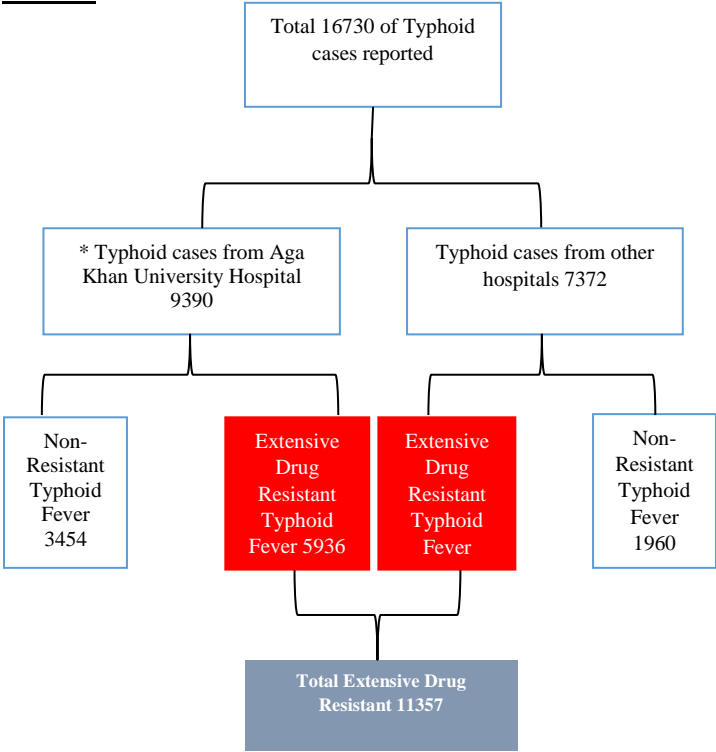 Total 16730 of Typhoid
cases reported
* Typhoid cases from Aga
Khan University Hospital
9390
Typhoid cases from other
hospitals 7372
Non-
Resistant
Typhoid
Fever
3454
Extensive
Drug
Resistant
Typhoid
Fever 5936
Extensive
Drug
Resistant
Typhoid
Fever
Non-
Resistant
Typhoid
Fever
1960
Total Extensive Drug
Resistant 11357